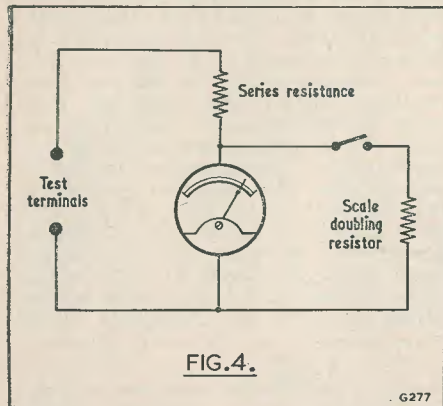 Series resistance
Test
terminals
Scale
doubling
resistor
FIG.4.
G277